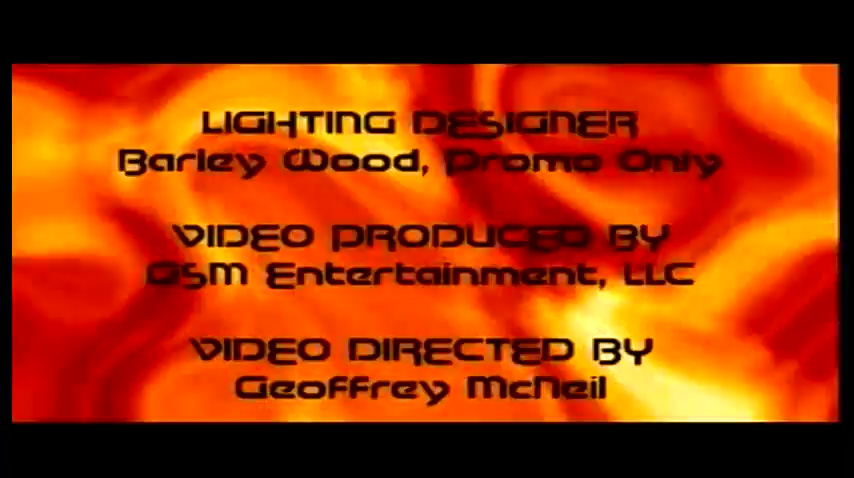 LIGHTING DESIGNER
Barley Wood, Promo Only
VIDEO PRODUCED BY
GSM Entertainment, LLC
VIDEO DIRECTED BY
Geoffrey McNeil